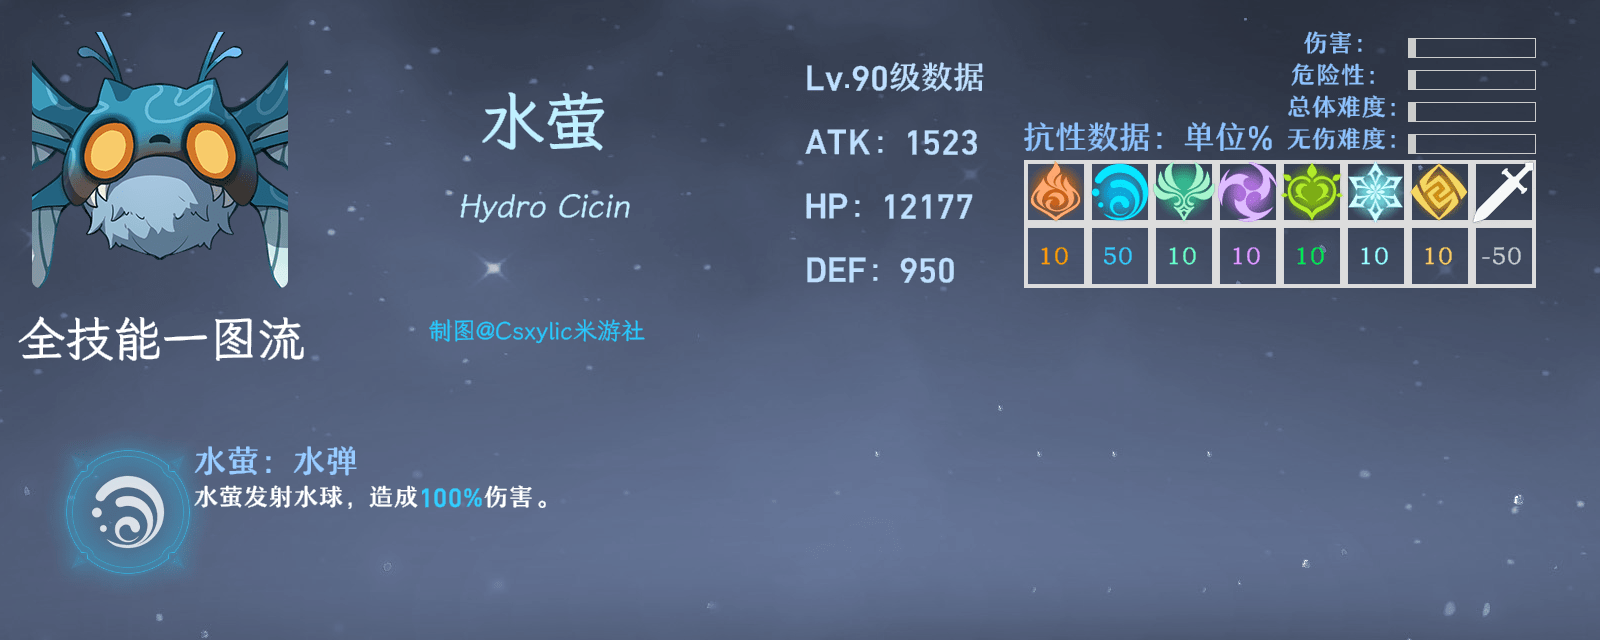 水萤
Hydro Cicin
全技能一图流
制图@Csxylic米游社
Lv.90级数据
ATK：1523
HP：12177
DEF：950
伤害：
危险性：
总体难度：
无伤难度：
抗性数据：单位%
10 50 10 10 10 10 10 -50
水萤：水弹
水萤发射水球，造成100%伤害。